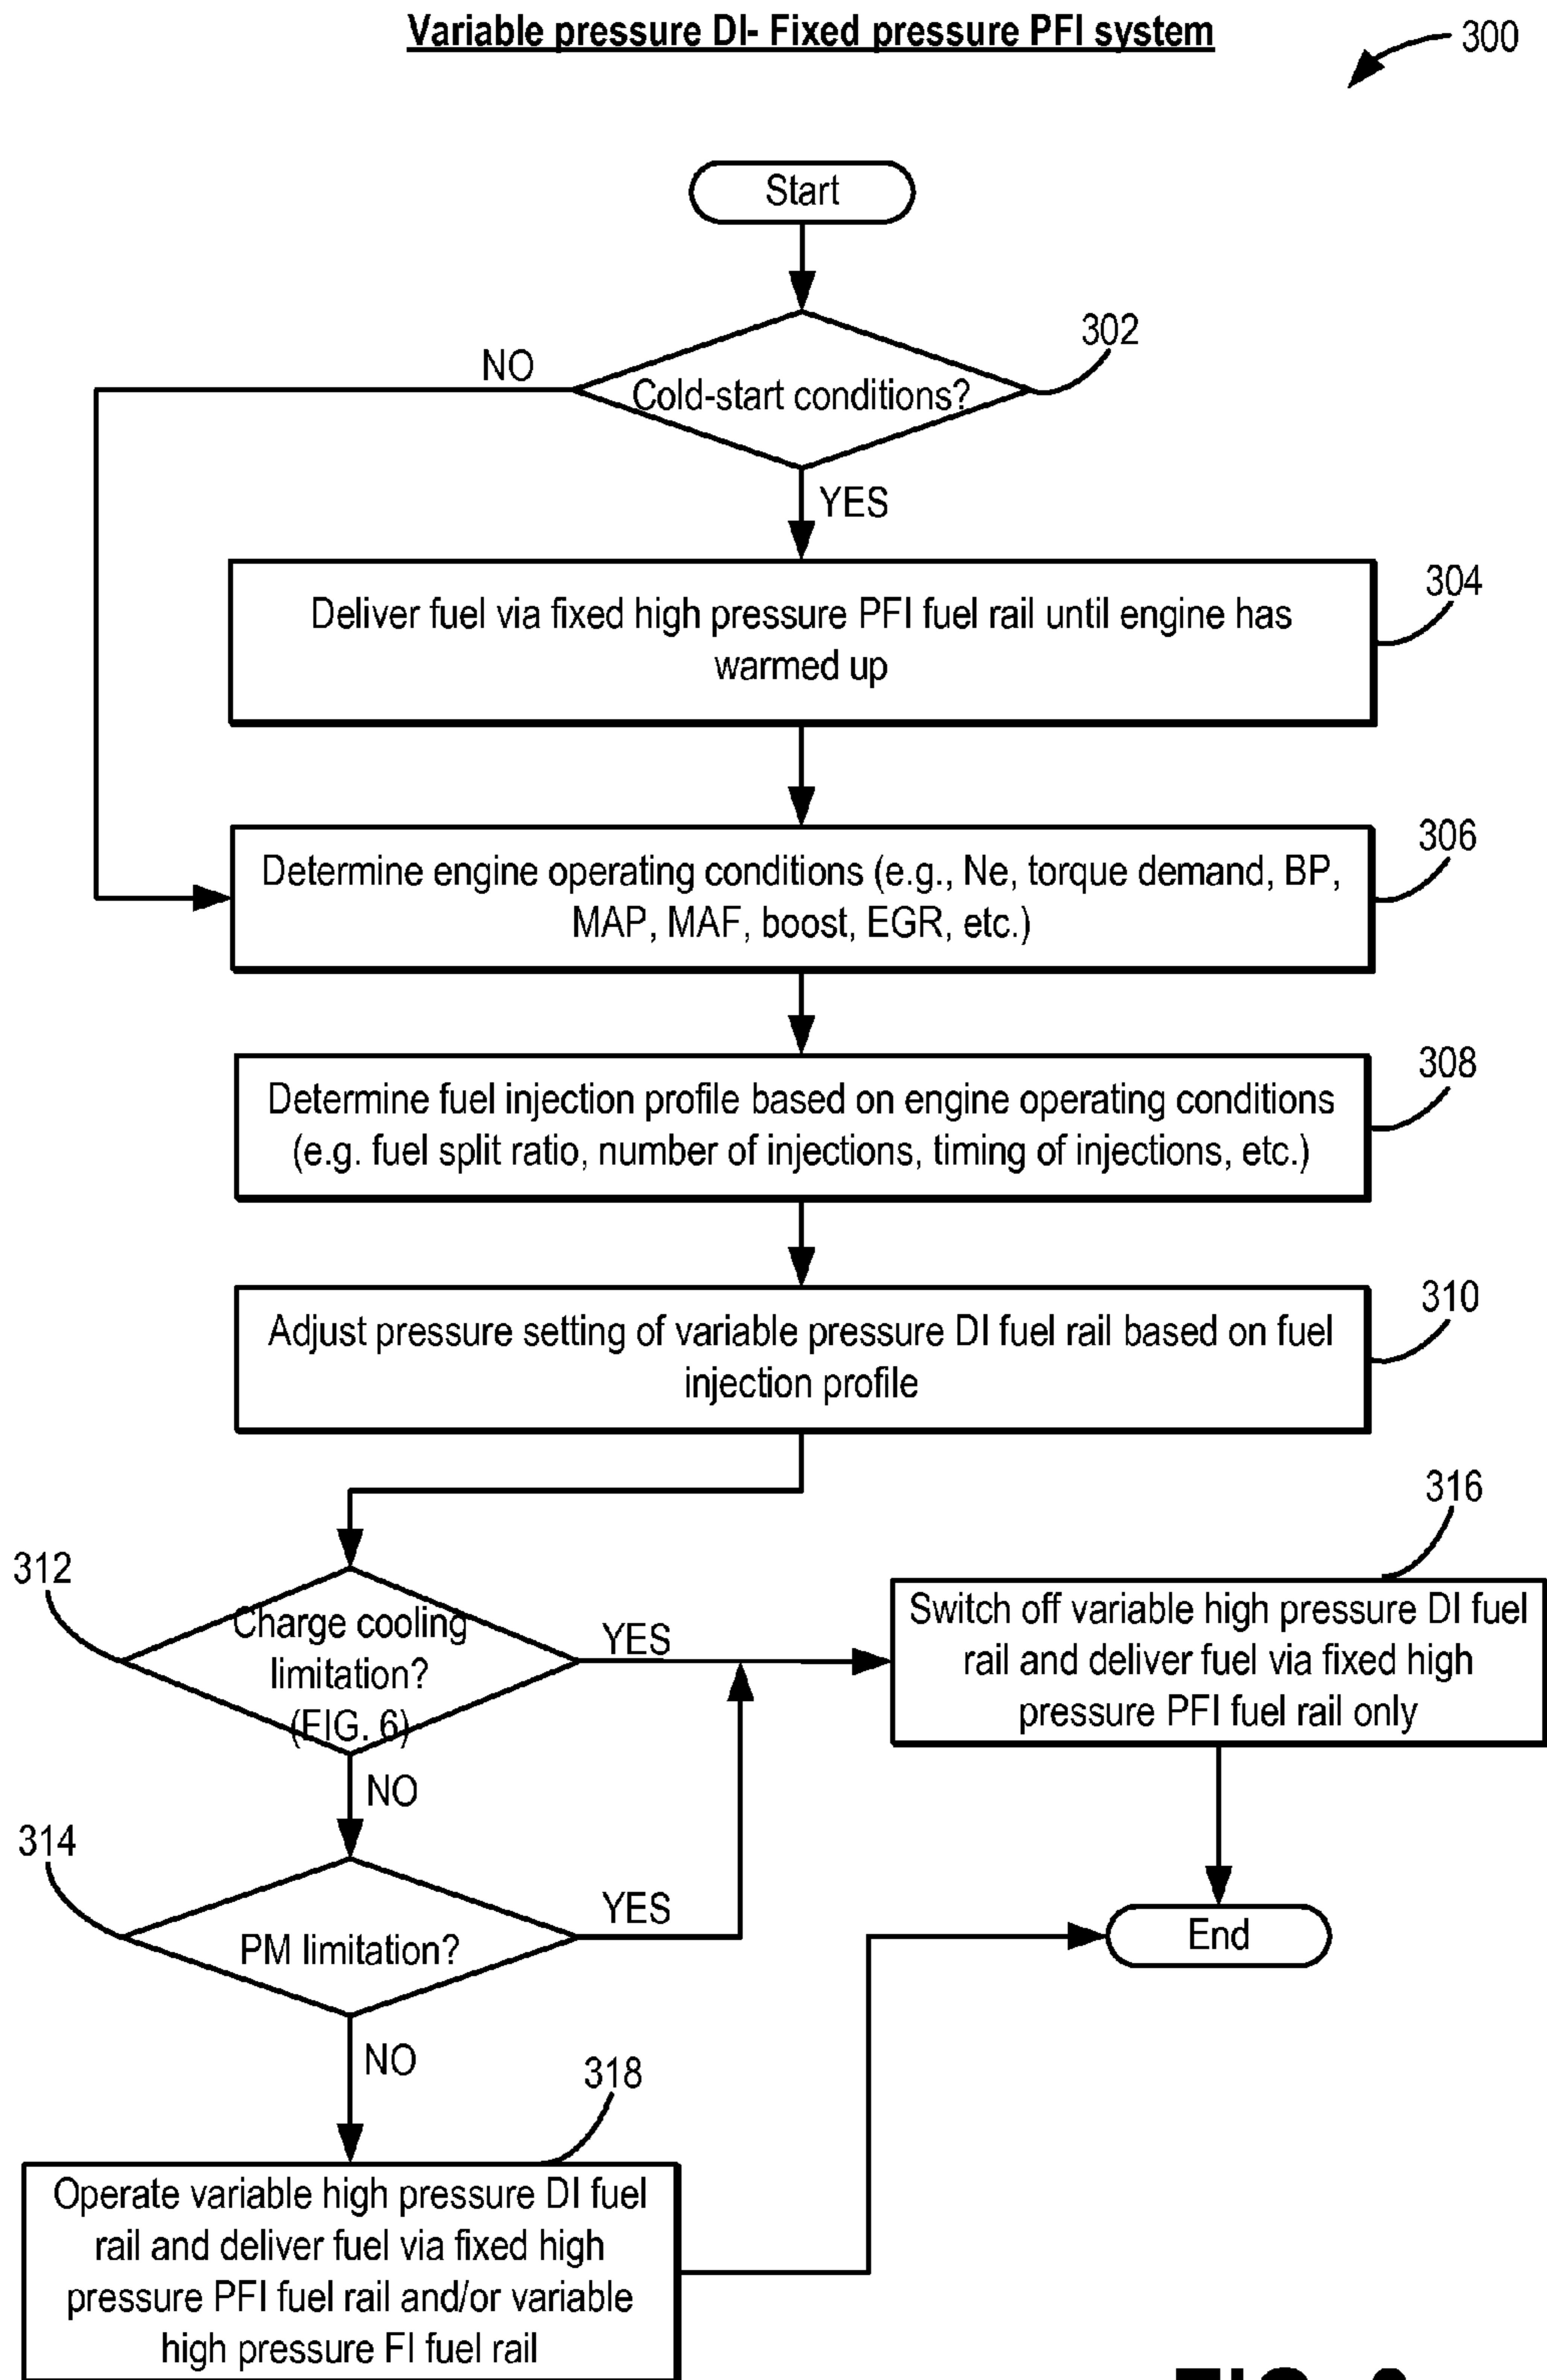 Variable pressure DI- Fixed pressure PFI system
300
Start
302
NO
Cold-start conditions?
YES
304
Deliver fuel via fixed high pressure PFI fuel rail until engine has
warmed up
306
Determine engine operating conditions (e.g., Ne, torque demand, BP,
MAP, MAF, boost, EGR, etc.)
308
Determine fuel injection profile based on engine operating conditions
(e.g. fuel split ratio, number of injections, timing of injections, etc.)
310
Adjust pressure setting of variable pressure DI fuel rail based on fuel
injection profile
316
312
Charge cooling
limitation?
(FIG. 6)
YES
Switch off variable high pressure DI fuel
rail and deliver fuel via fixed high
pressure PFI fuel rail only
NO
314
PM limitation?
YES
End
NO
318
Operate variable high pressure DI fuel
rail and deliver fuel via fixed high
pressure PFI fuel rail and/or variable
high pressure FI fuel rail
FIG.